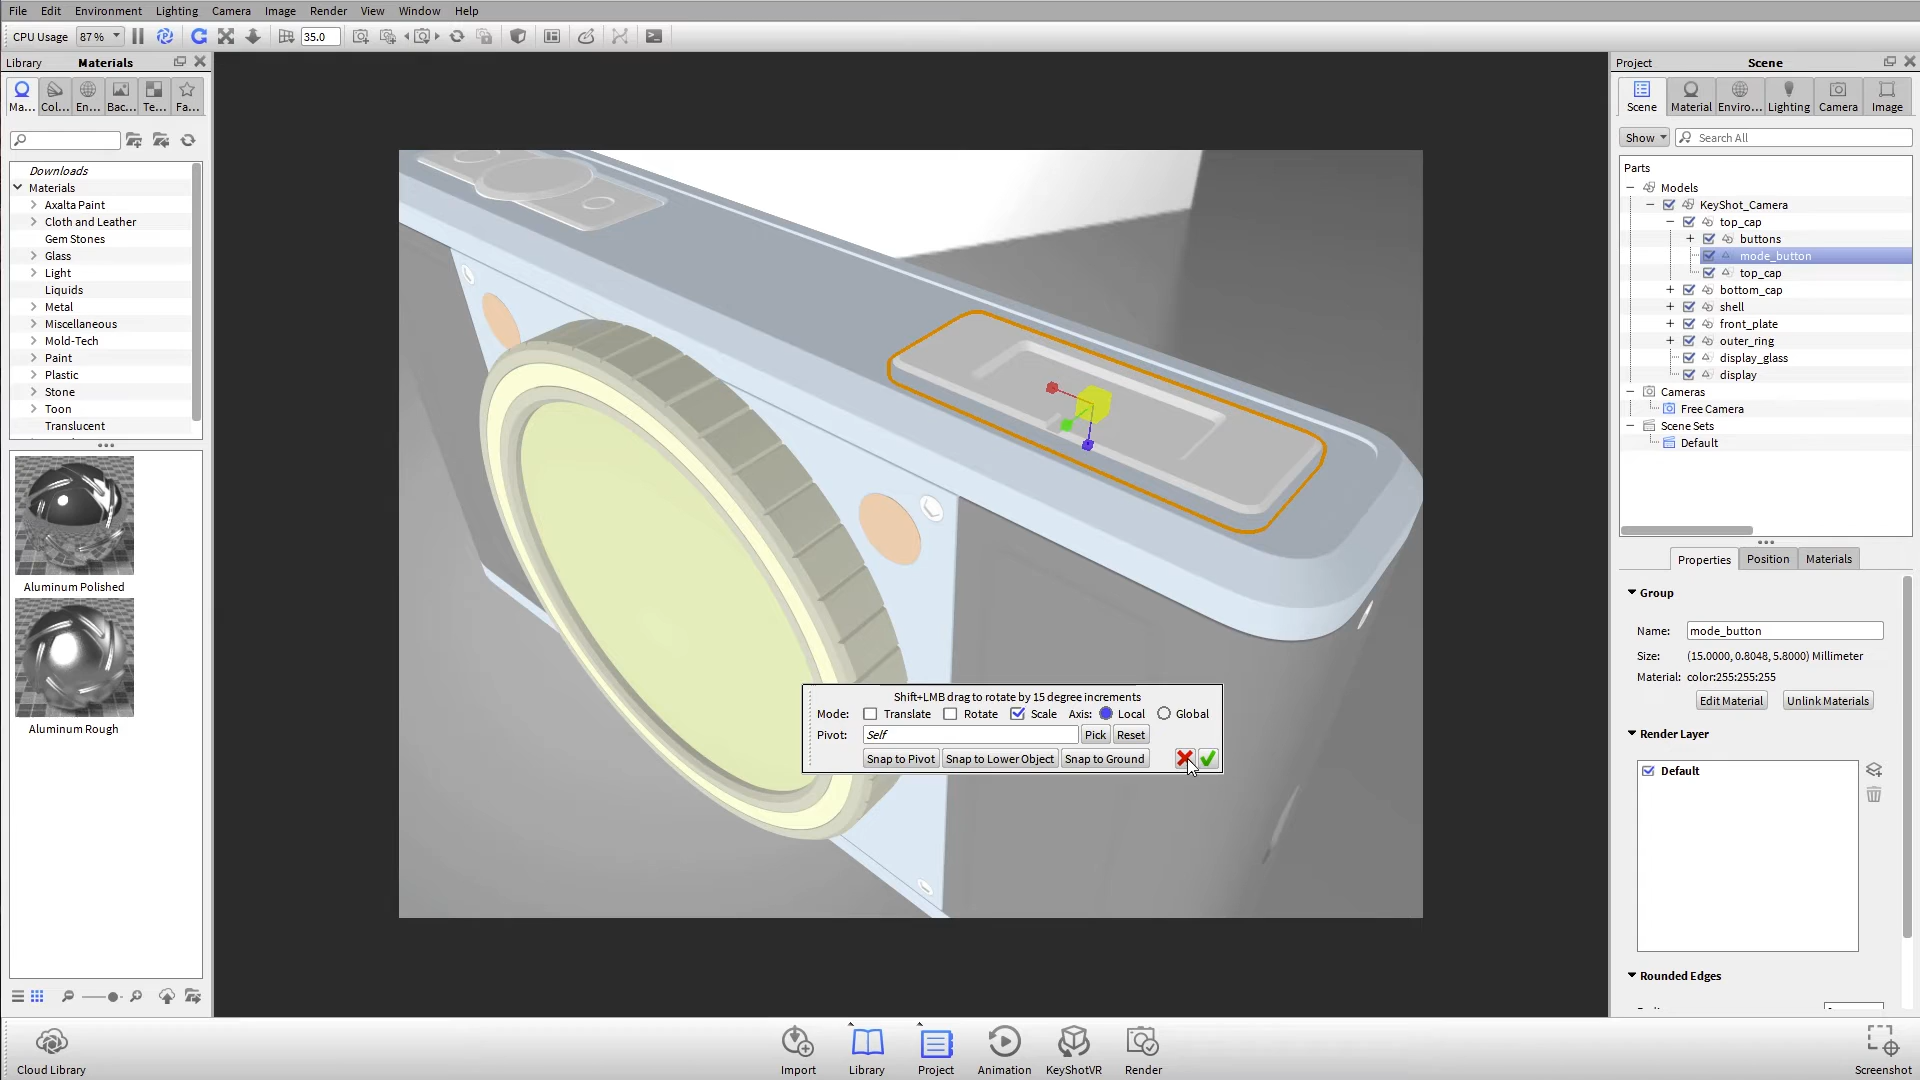 File Edit Environment Lighting Camera Image Render View Window Help
CPU Usage 87 % 35.0
Library Materials
Project Scene
Ma... Col... En... Bac... Te... Fa...
Scene Material Enviro... Lighting Camera Image
Show Search All
Downloads
Materials
Axalta Paint
Cloth and Leather
Gem Stones
Glass
Light
Liquids
Metal
Miscellaneous
Mold-Tech
Paint
Plastic
Stone
Toon
Translucent
Aluminum Polished
Aluminum Rough
Parts
Models
KeyShot_Camera
top_cap
buttons
mode_button
top_cap
bottom_cap
shell
front_plate
outer_ring
display_glass
display
Cameras
Free Camera
Scene Sets
Default
Properties Position Materials
Group
Name: mode_button
Size: (15.0000, 0.8048, 5.8000) Millimeter
Material: color:255:255:255
Edit Material Unlink Materials
Render Layer
Default
Rounded Edges
Shift+LMB drag to rotate by 15 degree increments
Mode: Translate Rotate Scale Axis: Local Global
Pivot: Self Pick Reset
Snap to Pivot Snap to Lower Object Snap to Ground
Cloud Library Import Library Project Animation KeyShotVR Render Screenshot